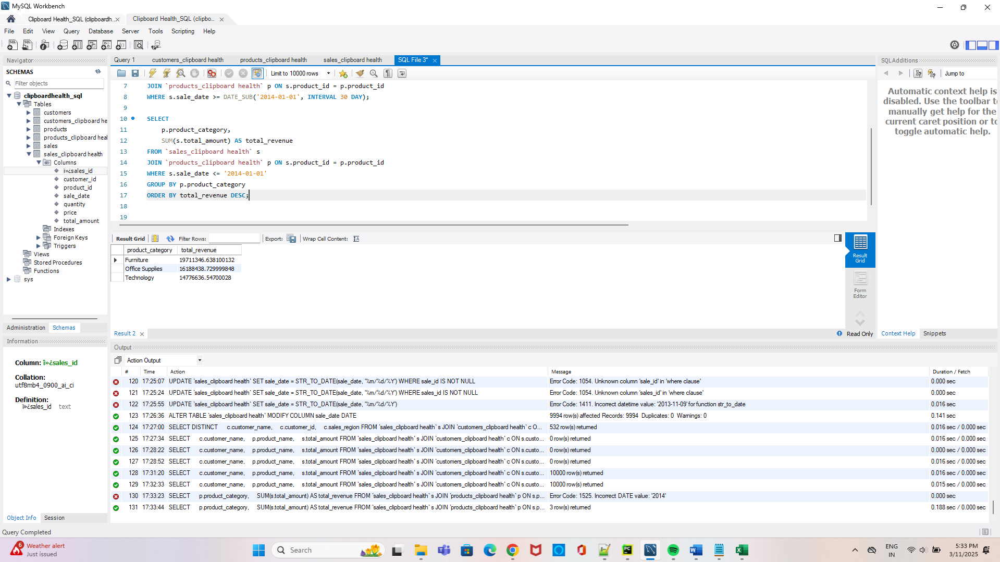 MySQL Workbench
Clipboard Health_SQL (clipboardh...
Clipboard Health_SQL (clipbo...
File Edit View Query Database Server Tools Scripting Help
Navigator
SCHEMAS
Filter objects
clipboardhealth_sql
Tables
customers
customers_clipboard he
products
products_clipboard heal
sales
sales_clipboard health
Columns
ï»¿sales_id
customer_id
product_id
sale_date
quantity
price
total_amount
Indexes
Foreign Keys
Triggers
Views
Stored Procedures
Functions
sys
Administration Schemas
Information
Column: ï»¿sales_id
Collation:
utf8mb4_0900_ai_ci
Definition:
ï»¿sales_id text
Object Info Session
Query Completed
Query 1 customers_clipboard health products_clipboard health sales_clipboard health SQL File 3*
Limit to 10000 rows
7 JOIN `products_clipboard health` p ON s.product_id = p.product_id
8 WHERE s.sale_date >= DATE_SUB('2014-01-01', INTERVAL 30 DAY);
9
10 SELECT
11 p.product_category,
12 SUM(s.total_amount) AS total_revenue
13 FROM `sales_clipboard health` s
14 JOIN `products_clipboard health` p ON s.product_id = p.product_id
15 WHERE s.sale_date <= '2014-01-01'
16 GROUP BY p.product_category
17 ORDER BY total_revenue DESC;
18
19
Result Grid Filter Rows: Export: Wrap Cell Content:
product_category total_revenue
Furniture 19711346.638100132
Office Supplies 16188438.729999848
Technology 14776636.54700028
Result
Grid
Form
Editor
Result 2
Read Only
SQLAdditions
Jump to
Automatic context help is
disabled. Use the toolbar to
manually get help for the
current caret position or to
toggle automatic help.
Context Help Snippets
Output
Action Output
# Time Action Message Duration / Fetch
120 17:25:07 UPDATE `sales_clipboard health` SET sale_date = STR_TO_DATE(sale_date, '%m/%d/%Y') WHERE sale_id IS NOT NULL Error Code: 1054. Unknown column 'sale_id' in 'where clause' 0.000 sec
121 17:25:24 UPDATE `sales_clipboard health` SET sale_date = STR_TO_DATE(sale_date, '%m/%d/%Y') WHERE sales_id IS NOT NULL Error Code: 1054. Unknown column 'sales_id' in 'where clause' 0.000 sec
122 17:25:55 UPDATE `sales_clipboard health` SET sale_date = STR_TO_DATE(sale_date, '%m/%d/%Y') Error Code: 1411. Incorrect datetime value: '2013-11-09' for function str_to_date 0.016 sec
123 17:26:36 ALTER TABLE `sales_clipboard health` MODIFY COLUMN sale_date DATE 9994 row(s) affected Records: 9994 Duplicates: 0 Warnings: 0 0.141 sec
124 17:27:00 SELECT DISTINCT c.customer_name, c.customer_id, c.sales_region FROM `sales_clipboard health` s JOIN `customers_clipboard health` c O... 532 row(s) returned 0.016 sec / 0.000 sec
125 17:27:34 SELECT c.customer_name, p.product_name, s.total_amount FROM `sales_clipboard health` s JOIN `customers_clipboard health` c ON s.custo... 0 row(s) returned 0.016 sec / 0.000 sec
126 17:28:22 SELECT c.customer_name, p.product_name, s.total_amount FROM `sales_clipboard health` s JOIN `customers_clipboard health` c ON s.custo... 0 row(s) returned 0.000 sec / 0.000 sec
127 17:28:52 SELECT c.customer_name, p.product_name, s.total_amount FROM `sales_clipboard health` s JOIN `customers_clipboard health` c ON s.custo... 0 row(s) returned 0.016 sec / 0.000 sec
128 17:31:20 SELECT c.customer_name, p.product_name, s.total_amount FROM `sales_clipboard health` s JOIN `customers_clipboard health` c ON s.custo... 10000 row(s) returned 0.016 sec / 0.000 sec
129 17:32:33 SELECT c.customer_name, p.product_name, s.total_amount FROM `sales_clipboard health` s JOIN `customers_clipboard health` c ON s.custo... 10000 row(s) returned 0.015 sec / 0.000 sec
130 17:33:23 SELECT p.product_category, SUM(s.total_amount) AS total_revenue FROM `sales_clipboard health` s JOIN `products_clipboard health` p ON s.p... Error Code: 1525. Incorrect DATE value: '2014' 0.000 sec
131 17:33:44 SELECT p.product_category, SUM(s.total_amount) AS total_revenue FROM `sales_clipboard health` s JOIN `products_clipboard health` p ON s.p... 3 row(s) returned 0.188 sec / 0.000 sec
6
Weather alert
Just issued
Search
ENG
IN
5:33 PM
3/11/2025